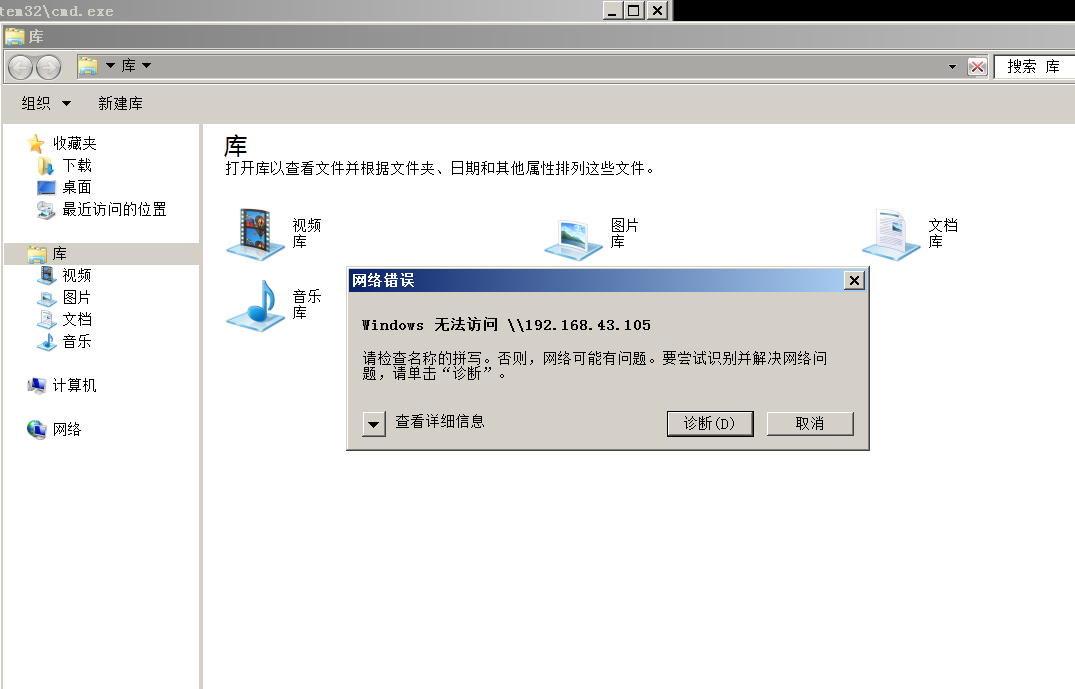 tem32\cmd.exe
库
库
搜索 库
组织
新建库
收藏夹
下载
桌面
最近访问的位置
库
视频
图片
文档
音乐
计算机
网络
库
打开库以查看文件并根据文件夹、日期和其他属性排列这些文件。
视频
库
图片
库
文档
库
音乐
库
网络错误
Windows 无法访问 \\192.168.43.105
请检查名称的拼写。否则，网络可能有问题。要尝试识别并解决网络问
题，请单击“诊断”。
查看详细信息
诊断(D)
取消